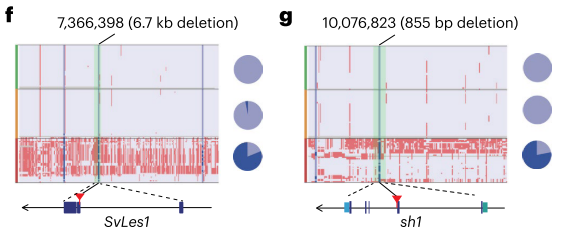 f
7,366,398 (6.7 kb deletion)
SvLes1
g
10,076,823 (855 bp deletion)
sh1